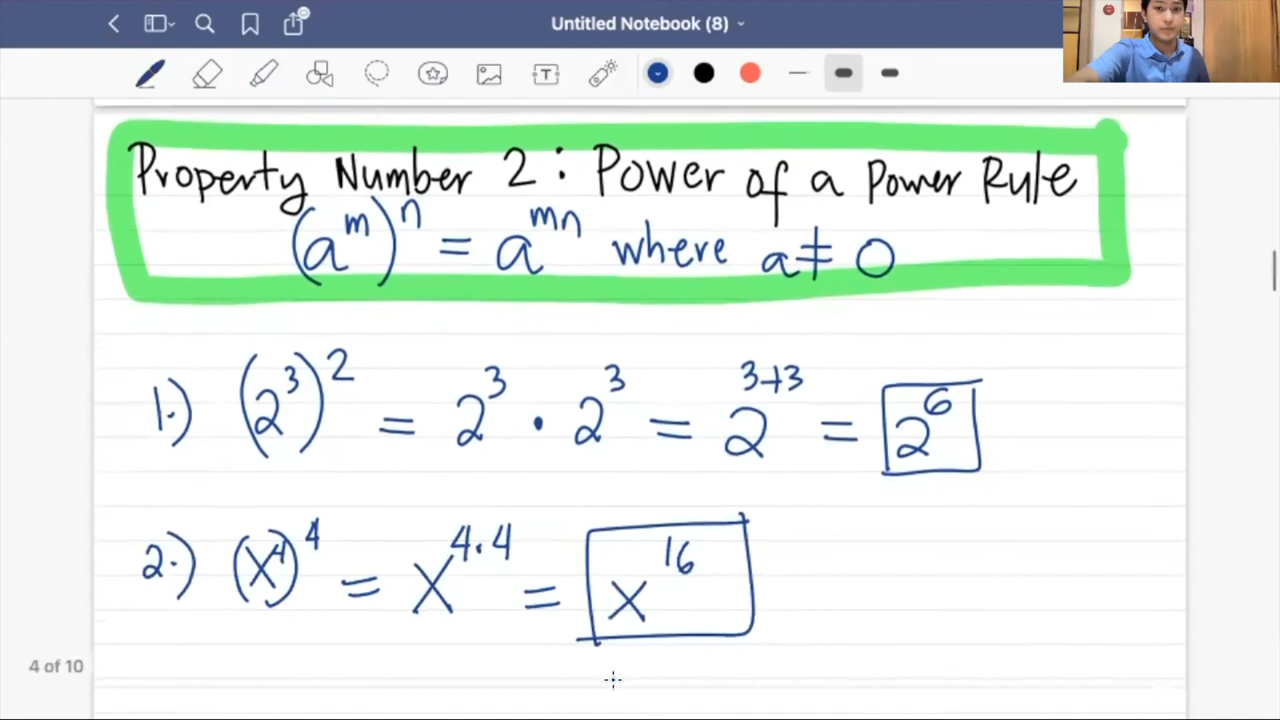 Untitled Notebook (8)
Property Number 2: Power of a Power Rule
(a^m)^n = a^mn where a ≠ 0
1.) (2^3)^2 = 2^3 · 2^3 = 2^3+3 = 2^6
2.) (x^4)^4 = x^4·4 = x^16
4 of 10